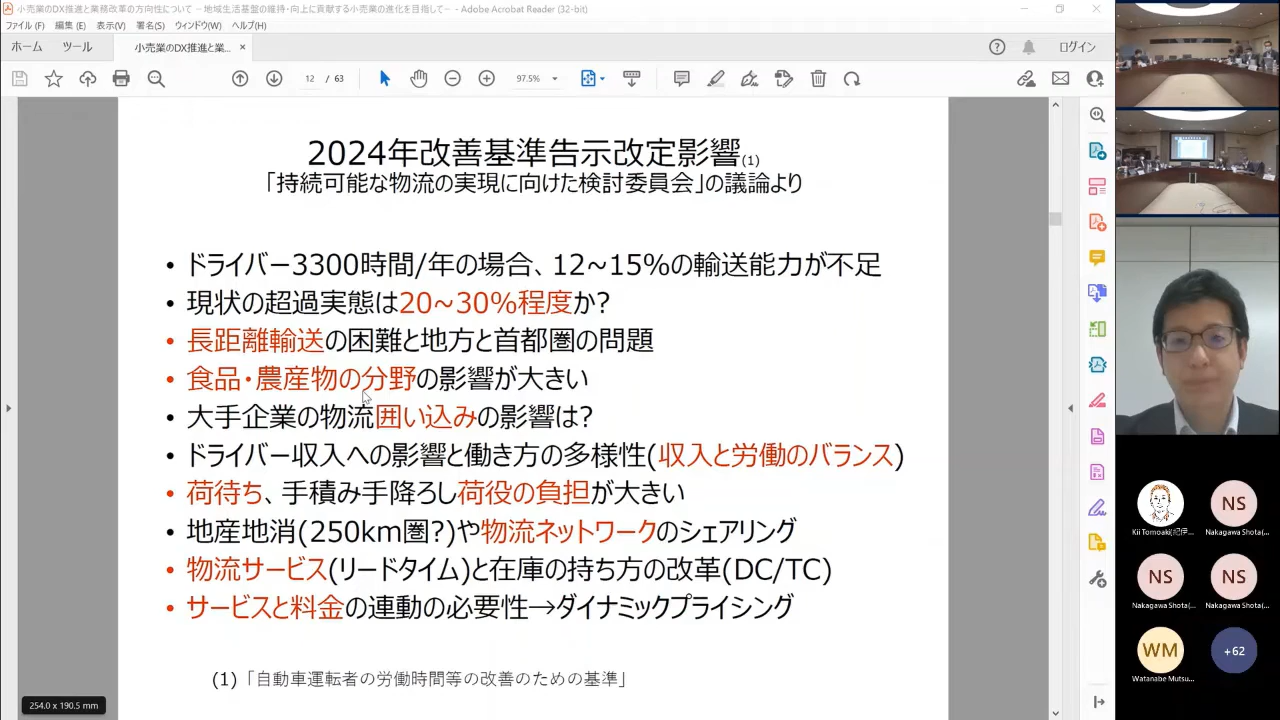 小売業のDX推進と業務改革の方向性について －地域生活基盤の維持・向上に貢献する小売業の進化を目指して－ - Adobe Acrobat Reader (32-bit)
ファイル(F) 編集(E) 表示(V) 署名(S) ウィンドウ(W) ヘルプ(H)
ホーム ツール 小売業のDX推進と業... × ログイン
12 / 63 97.5%
2024年改善基準告示改定影響(1)
「持続可能な物流の実現に向けた検討委員会」の議論より
• ドライバー3300時間/年の場合、12~15%の輸送能力が不足
• 現状の超過実態は20~30%程度か?
• 長距離輸送の困難と地方と首都圏の問題
• 食品・農産物の分野の影響が大きい
• 大手企業の物流囲い込みの影響は?
• ドライバー収入への影響と働き方の多様性(収入と労働のバランス)
• 荷待ち、手積み手降ろし荷役の負担が大きい
• 地産地消(250km圏?)や物流ネットワークのシェアリング
• 物流サービス(リードタイム)と在庫の持ち方の改革(DC/TC)
• サービスと料金の連動の必要性→ダイナミックプライシング
(1)「自動車運転者の労働時間等の改善のための基準」
254.0 x 190.5 mm
Kii Tomoaki(紀伊...
NS
Nakagawa Shota(...
NS
Nakagawa Shota(...
NS
Nakagawa Shota(...
WM
Watanabe Mutsu...
+62